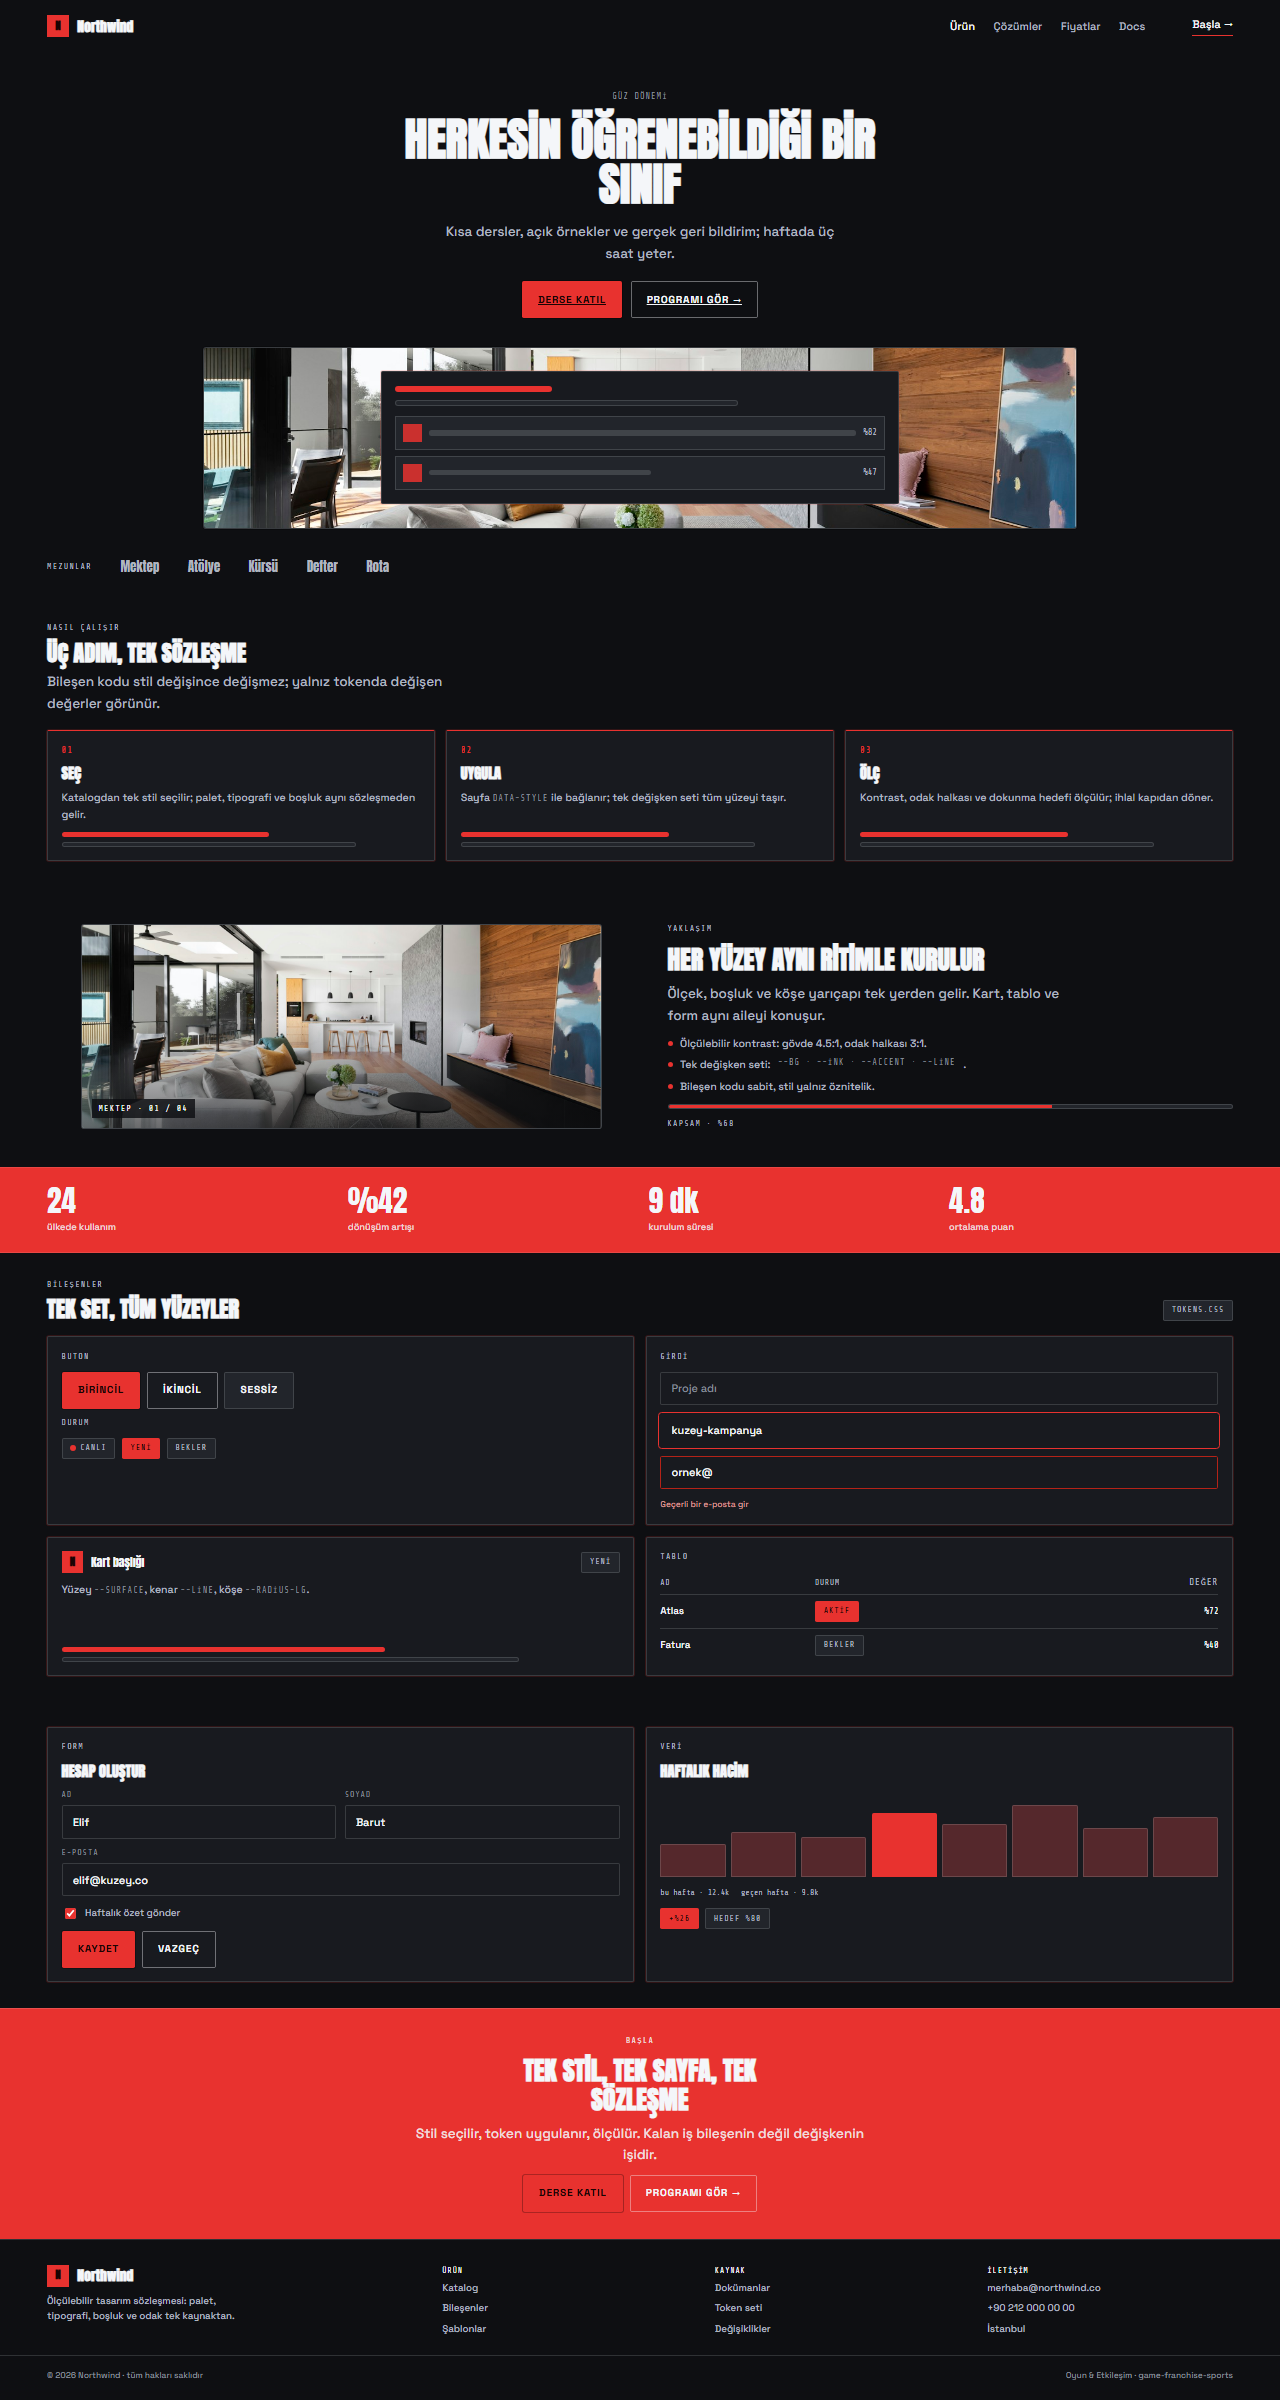 Northwind
Ürün Çözümler Fiyatlar Docs Başla →
GÜZ DÖNEMİ
HERKESİN ÖĞRENEBİLDİĞİ BİR
SINIF
Kısa dersler, açık örnekler ve gerçek geri bildirim; haftada üç
saat yeter.
DERSE KATIL PROGRAMI GÖR →
%82
%47
MEZUNLAR Mektep Atölye Kürsü Defter Rota
NASIL ÇALIŞIR
ÜÇ ADIM, TEK SÖZLEŞME
Bileşen kodu stil değişince değişmez; yalnız tokenda değişen
değerler görünür.
01
SEÇ
Katalogdan tek stil seçilir; palet, tipografi ve boşluk aynı sözleşmeden
gelir.
02
UYGULA
Sayfa DATA-STYLE ile bağlanır; tek değişken seti tüm yüzeyi taşır.
03
ÖLÇ
Kontrast, odak halkası ve dokunma hedefi ölçülür; ihlal kapıdan döner.
MEKTEP · 01 / 04
YAKLAŞIM
HER YÜZEY AYNI RİTİMLE KURULUR
Ölçek, boşluk ve köşe yarıçapı tek yerden gelir. Kart, tablo ve
form aynı aileyi konuşur.
Ölçülebilir kontrast: gövde 4.5:1, odak halkası 3:1.
Tek değişken seti: --BG · --İNK · --ACCENT · --LİNE .
Bileşen kodu sabit, stil yalnız öznitelik.
KAPSAM · %68
24
ülkede kullanım
%42
dönüşüm artışı
9 dk
kurulum süresi
4.8
ortalama puan
BİLEŞENLER
TEK SET, TÜM YÜZEYLER
TOKENS.CSS
BUTON
BİRİNCİL İKİNCİL SESSİZ
DURUM
CANLI YENİ BEKLER
GİRDİ
Proje adı
kuzey-kampanya
ornek@
Geçerli bir e-posta gir
Kart başlığı YENİ
Yüzey --SURFACE, kenar --LİNE, köşe --RADİUS-LG.
TABLO
AD DURUM DEĞER
Atlas AKTİF %72
Fatura BEKLER %40
FORM
HESAP OLUŞTUR
AD SOYAD
Elif Barut
E-POSTA
elif@kuzey.co
Haftalık özet gönder
KAYDET VAZGEÇ
VERİ
HAFTALIK HACİM
bu hafta · 12.4k geçen hafta · 9.8k
+%26 HEDEF %80
BAŞLA
TEK STİL, TEK SAYFA, TEK
SÖZLEŞME
Stil seçilir, token uygulanır, ölçülür. Kalan iş bileşenin değil değişkenin
işidir.
DERSE KATIL PROGRAMI GÖR →
Northwind
Ölçülebilir tasarım sözleşmesi: palet,
tipografi, boşluk ve odak tek kaynaktan.
ÜRÜN
Katalog
Bileşenler
Şablonlar
KAYNAK
Dokümanlar
Token seti
Değişiklikler
İLETİŞİM
merhaba@northwind.co
+90 212 000 00 00
İstanbul
© 2026 Northwind · tüm hakları saklıdır
Oyun & Etkileşim · game-franchise-sports